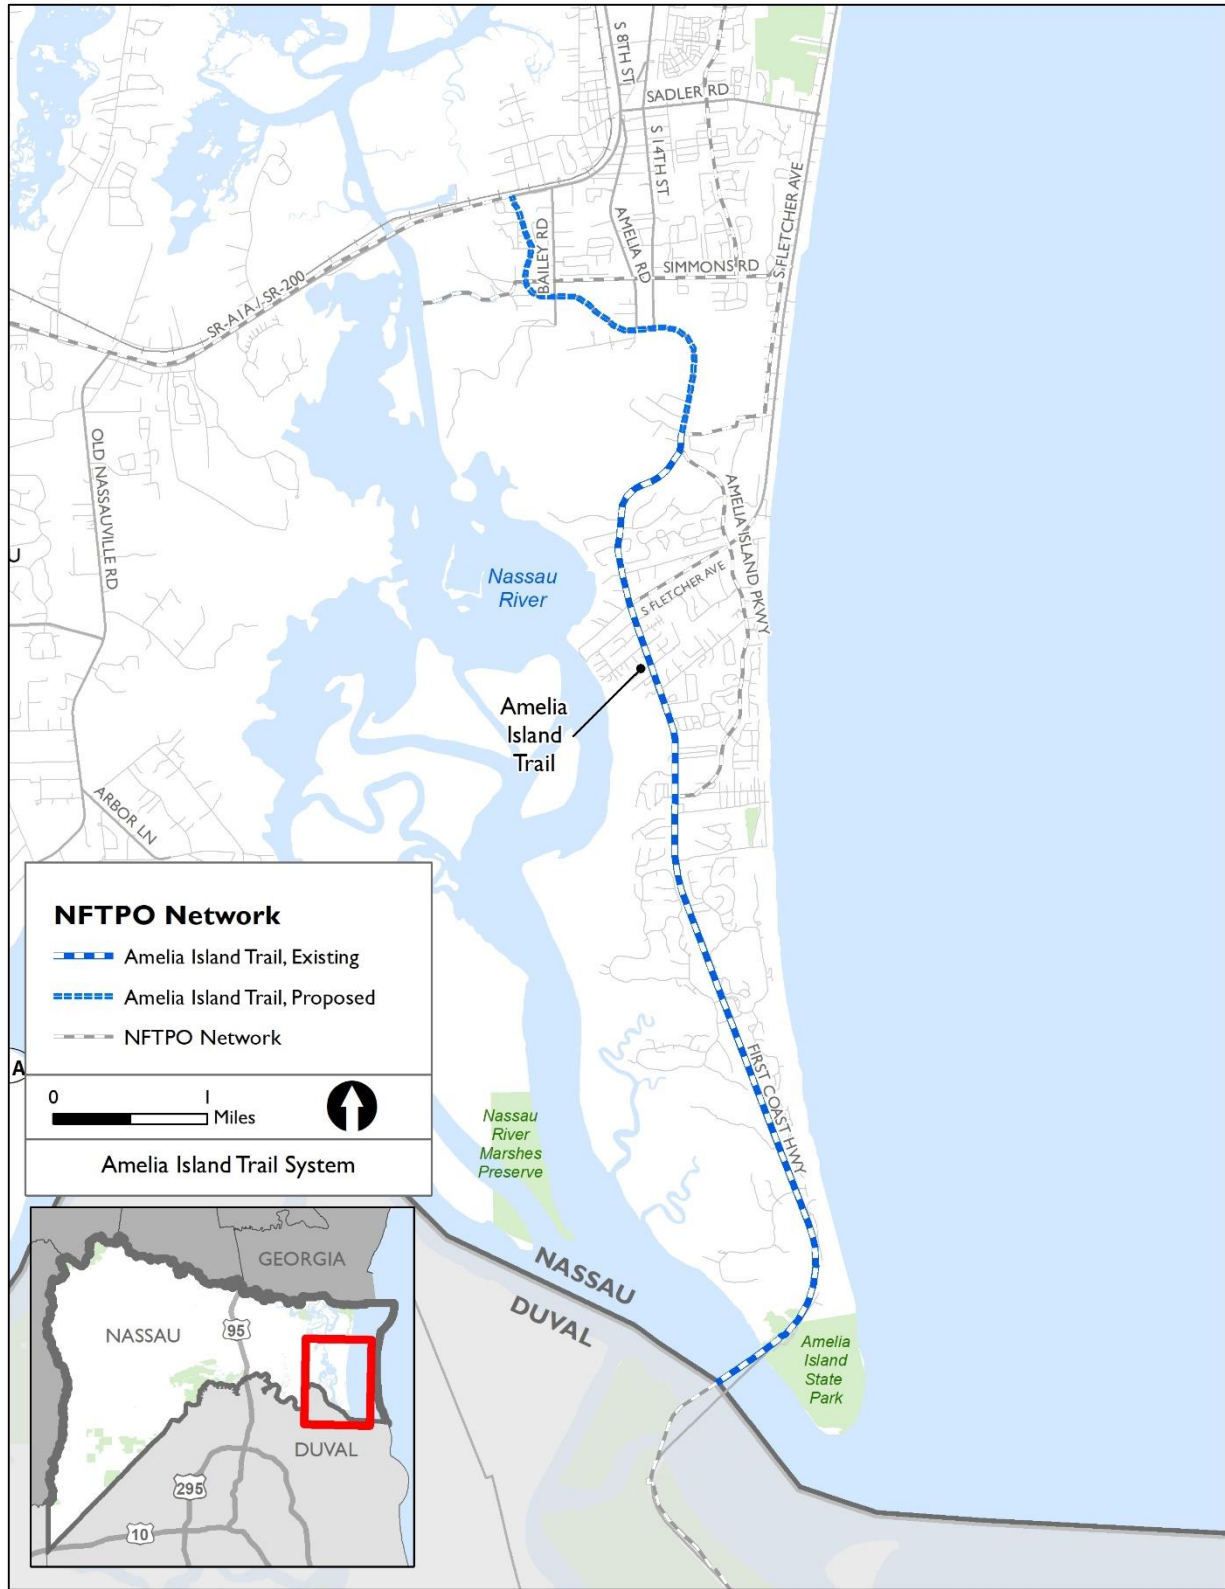 S 8TH ST
SADLER RD
S 14TH ST
S FLETCHER AVE
AMELIA RD
BAILEY RD
SIMMONS RD
SR-A1A / SR-200
OLD NASSAUVILLE RD
U
AMELIA ISLAND PKWY
Nassau
River
S FLETCHER AVE
Amelia
Island
Trail
ARBOR LN
NFTPO Network
Amelia Island Trail, Existing
Amelia Island Trail, Proposed
NFTPO Network
A
0 1
Miles
Amelia Island Trail System
FIRST COAST HWY
Nassau
River
Marshes
Preserve
NASSAU
DUVAL
Amelia
Island
State
Park
GEORGIA
NASSAU
95
DUVAL
295
10